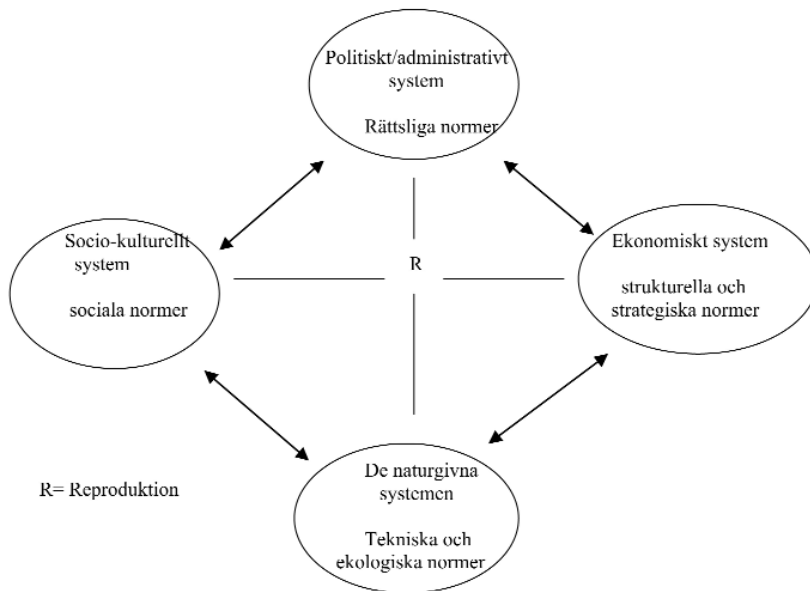 Politiskt/administrativt
system
Rättsliga normer
Socio-kulturellt
system
sociala normer
R
Ekonomiskt system
strukturella och
strategiska normer
De naturgivna
systemen
Tekniska och
ekologiska normer
R= Reproduktion